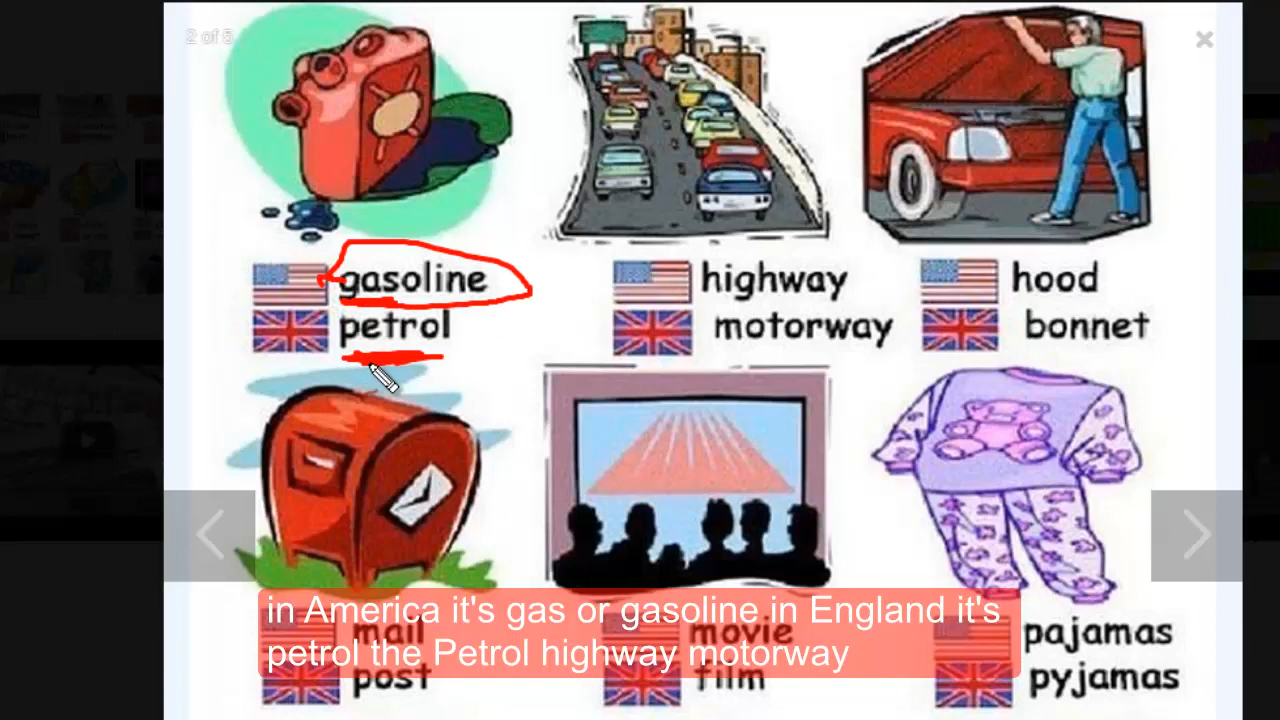 2 of 5
gasoline
petrol
highway
motorway
hood
bonnet
mail
post
movie
film
pajamas
pyjamas
in America it's gas or gasoline in England it's
petrol the Petrol highway motorway